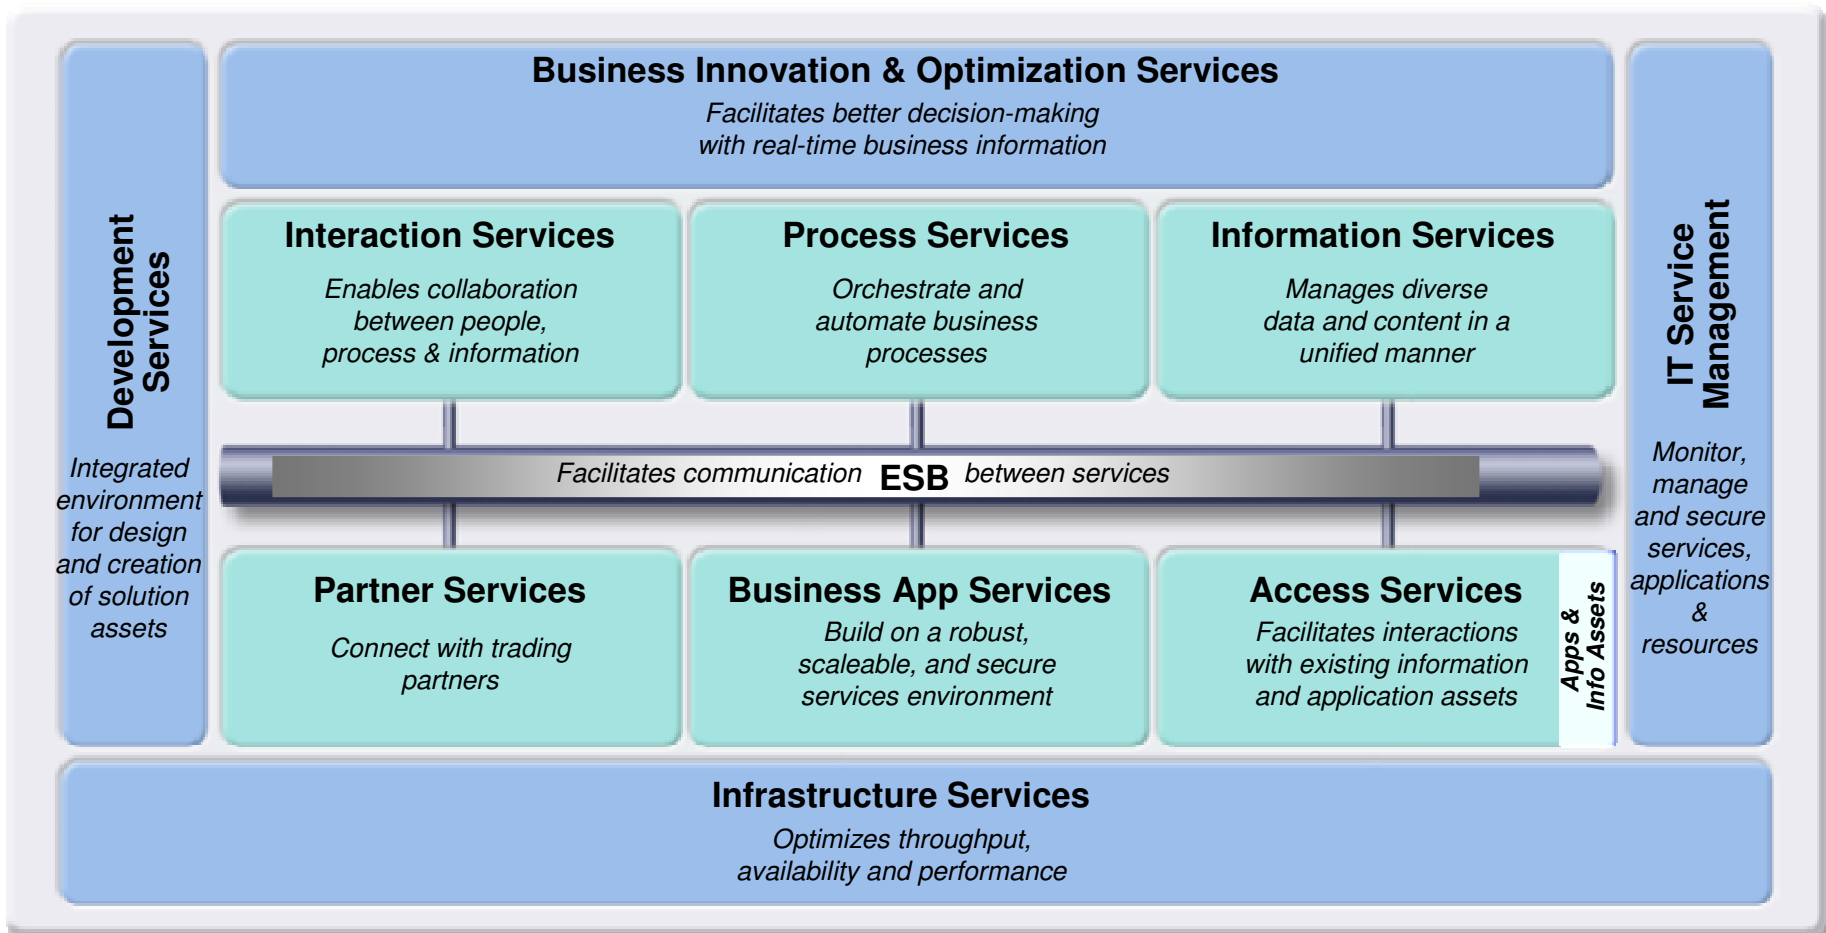 Business Innovation & Optimization Services
Facilitates better decision-making
with real-time business information
Development
Services
Integrated
environment
for design
and creation
of solution
assets
Interaction Services
Enables collaboration
between people,
process & information
Process Services
Orchestrate and
automate business
processes
Information Services
Manages diverse
data and content in a
unified manner
IT Service
Management
Monitor,
manage
and secure
services,
applications
&
resources
Facilitates communication ESB between services
Partner Services
Connect with trading
partners
Business App Services
Build on a robust,
scaleable, and secure
services environment
Access Services
Facilitates interactions
with existing information
and application assets
Apps &
Info Assets
Infrastructure Services
Optimizes throughput,
availability and performance